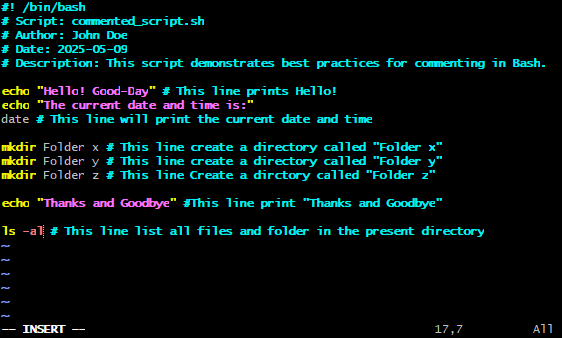 #! /bin/bash
# Script: commented_script.sh
# Author: John Doe
# Date: 2025-05-09
# Description: This script demonstrates best practices for commenting in Bash.
echo "Hello! Good-Day" # This line prints Hello!
echo "The current date and time is:"
date # This line will print the current date and time
mkdir Folder x # This line create a directory called "Folder x"
mkdir Folder y # This line Create a directory called "Folder y"
mkdir Folder z # This line Create a dirctory called "Folder z"
echo "Thanks and Goodbye" #This line print "Thanks and Goodbye"
ls -al # This line list all files and folder in the present directory
~
~
~
~
~
~
-- INSERT -- 17,7 All